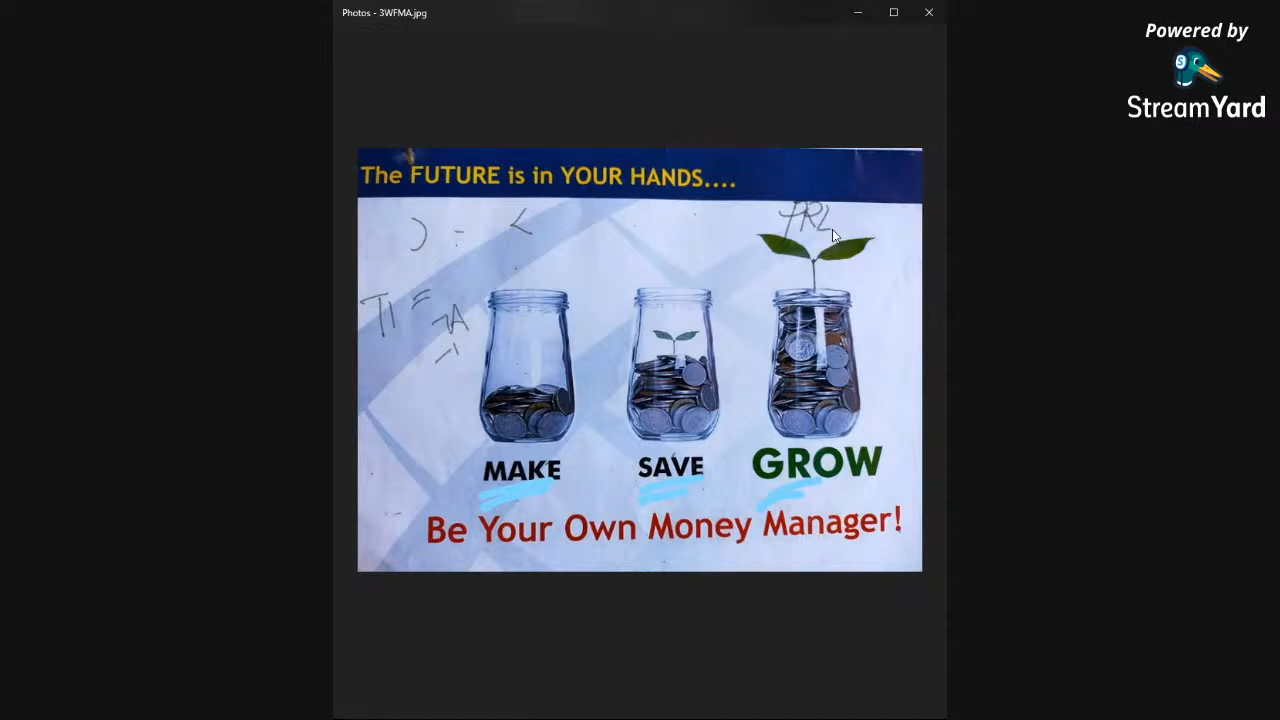 Photos - 3WFMA.jpg
Powered by
StreamYard
The FUTURE is in YOUR HANDS....
PRL
MAKE
SAVE
GROW
Be Your Own Money Manager!